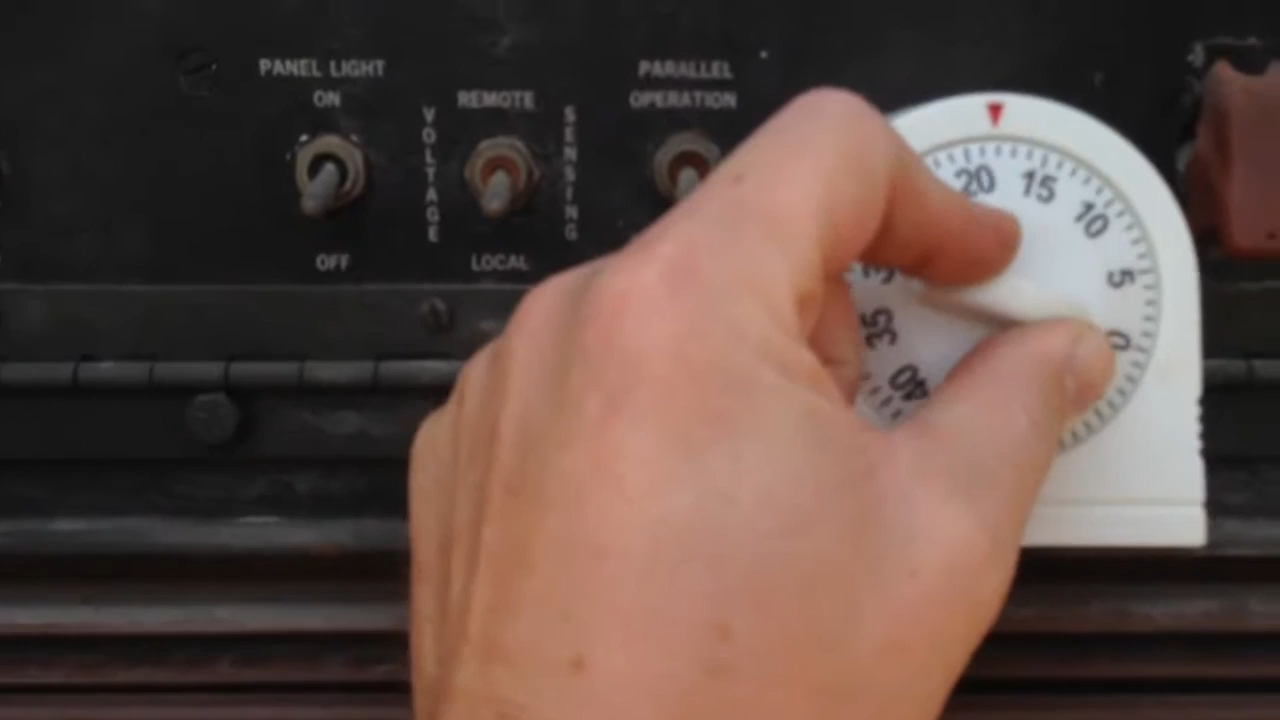 PANEL LIGHT
ON
OFF
VOLTAGE
REMOTE
LOCAL
SENSING
PARALLEL
OPERATION
20
15
10
5
0
35
40